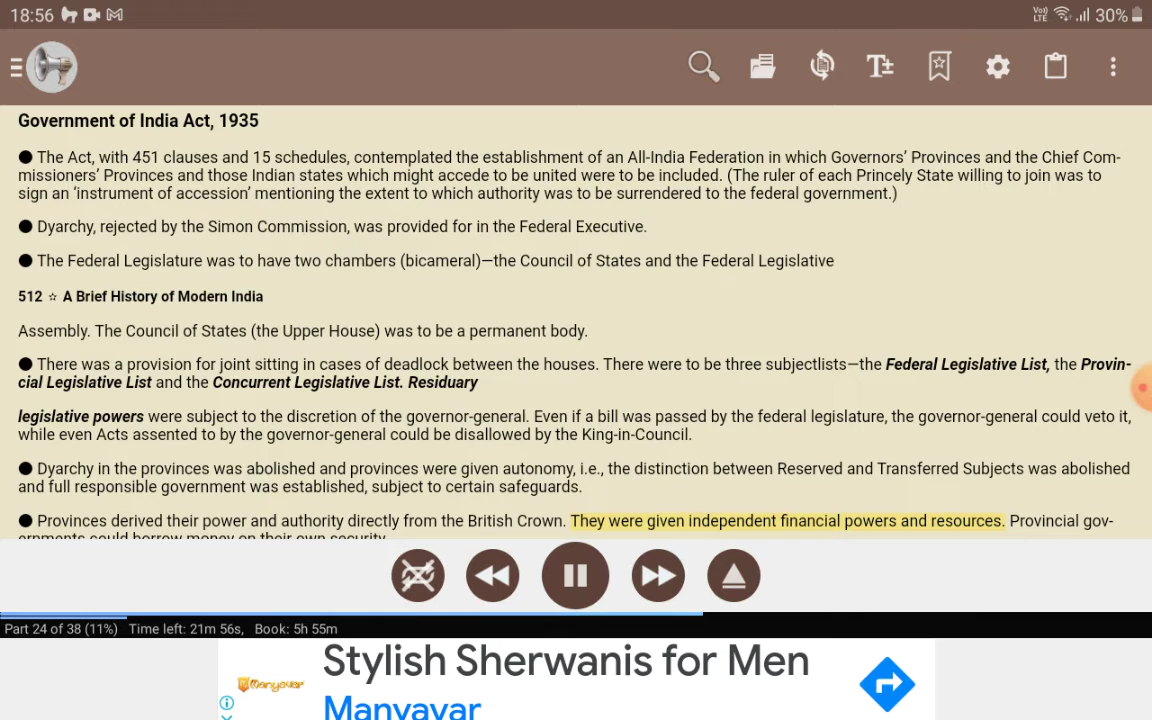 18:56
Vo)) LTE 30%
T±
Government of India Act, 1935
● The Act, with 451 clauses and 15 schedules, contemplated the establishment of an All-India Federation in which Governors’ Provinces and the Chief Com-
missioners’ Provinces and those Indian states which might accede to be united were to be included. (The ruler of each Princely State willing to join was to
sign an ‘instrument of accession’ mentioning the extent to which authority was to be surrendered to the federal government.)
● Dyarchy, rejected by the Simon Commission, was provided for in the Federal Executive.
● The Federal Legislature was to have two chambers (bicameral)—the Council of States and the Federal Legislative
512 ☆ A Brief History of Modern India
Assembly. The Council of States (the Upper House) was to be a permanent body.
● There was a provision for joint sitting in cases of deadlock between the houses. There were to be three subjectlists—the Federal Legislative List, the Provin-
cial Legislative List and the Concurrent Legislative List. Residuary
legislative powers were subject to the discretion of the governor-general. Even if a bill was passed by the federal legislature, the governor-general could veto it,
while even Acts assented to by the governor-general could be disallowed by the King-in-Council.
● Dyarchy in the provinces was abolished and provinces were given autonomy, i.e., the distinction between Reserved and Transferred Subjects was abolished
and full responsible government was established, subject to certain safeguards.
● Provinces derived their power and authority directly from the British Crown. They were given independent financial powers and resources. Provincial gov-
ernments could borrow money on their own security.
Part 24 of 38 (11%) Time left: 21m 56s, Book: 5h 55m
Stylish Sherwanis for Men
Manyavar
Manyavar